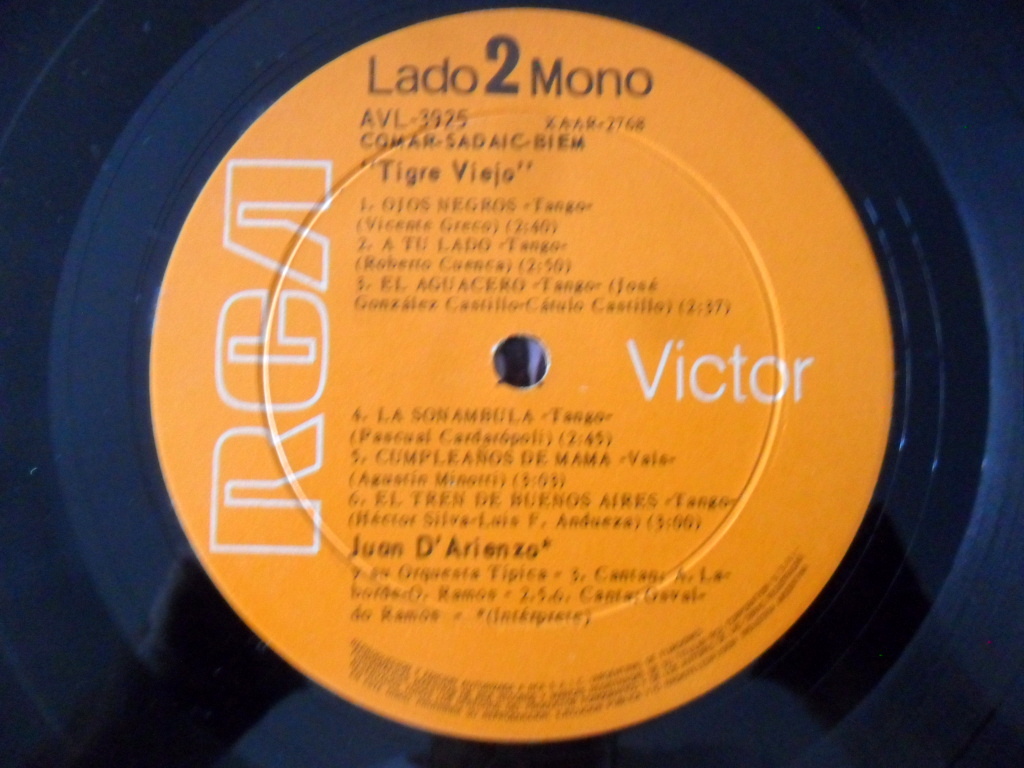 Lado 2 Mono
AVL-3925 XAAR-2768
COMAR-SADAIC-BIEM
"Tigre Viejo"
1. OJOS NEGROS -Tango-
(Vicente Greco) (2:40)
2. A TU LADO -Tango-
(Roberto Cuenca) (2:50)
3. EL AGUACERO -Tango- (José
González Castillo-Cátulo Castillo) (2:37)
RCA Victor
4. LA SONAMBULA -Tango-
(Pascual Cardarópoli) (2:45)
5. CUMPLEAÑOS DE MAMA -Vals-
(Agustín Minotti) (3:03)
6. EL TREN DE BUENOS AIRES -Tango-
(Héctor Silva-Luis F. Andueza) (3:00)
Juan D'Arienzo*
y su Orquesta Típica - 3. Cantan: A. La-
borde-O. Ramos - 2.5.6. Canta: Osval-
do Ramos - *(Intérprete)